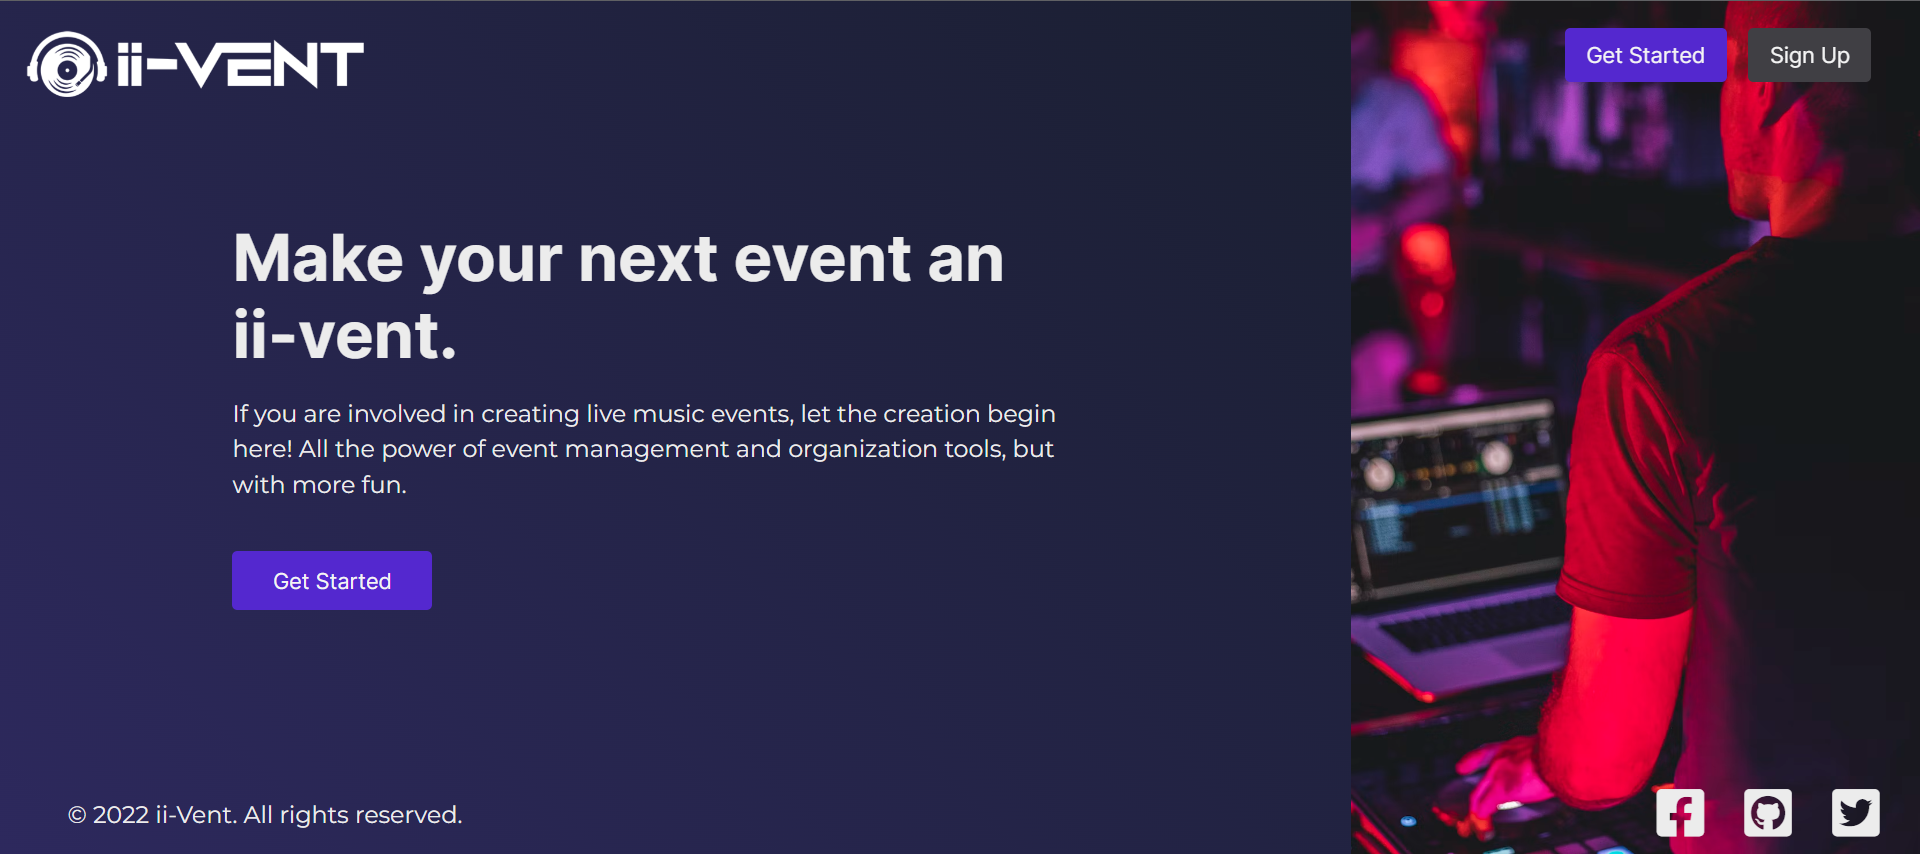 ii-VENT
Get Started
Sign Up
Make your next event an
ii-vent.
If you are involved in creating live music events, let the creation begin
here! All the power of event management and organization tools, but
with more fun.
Get Started
© 2022 ii-Vent. All rights reserved.